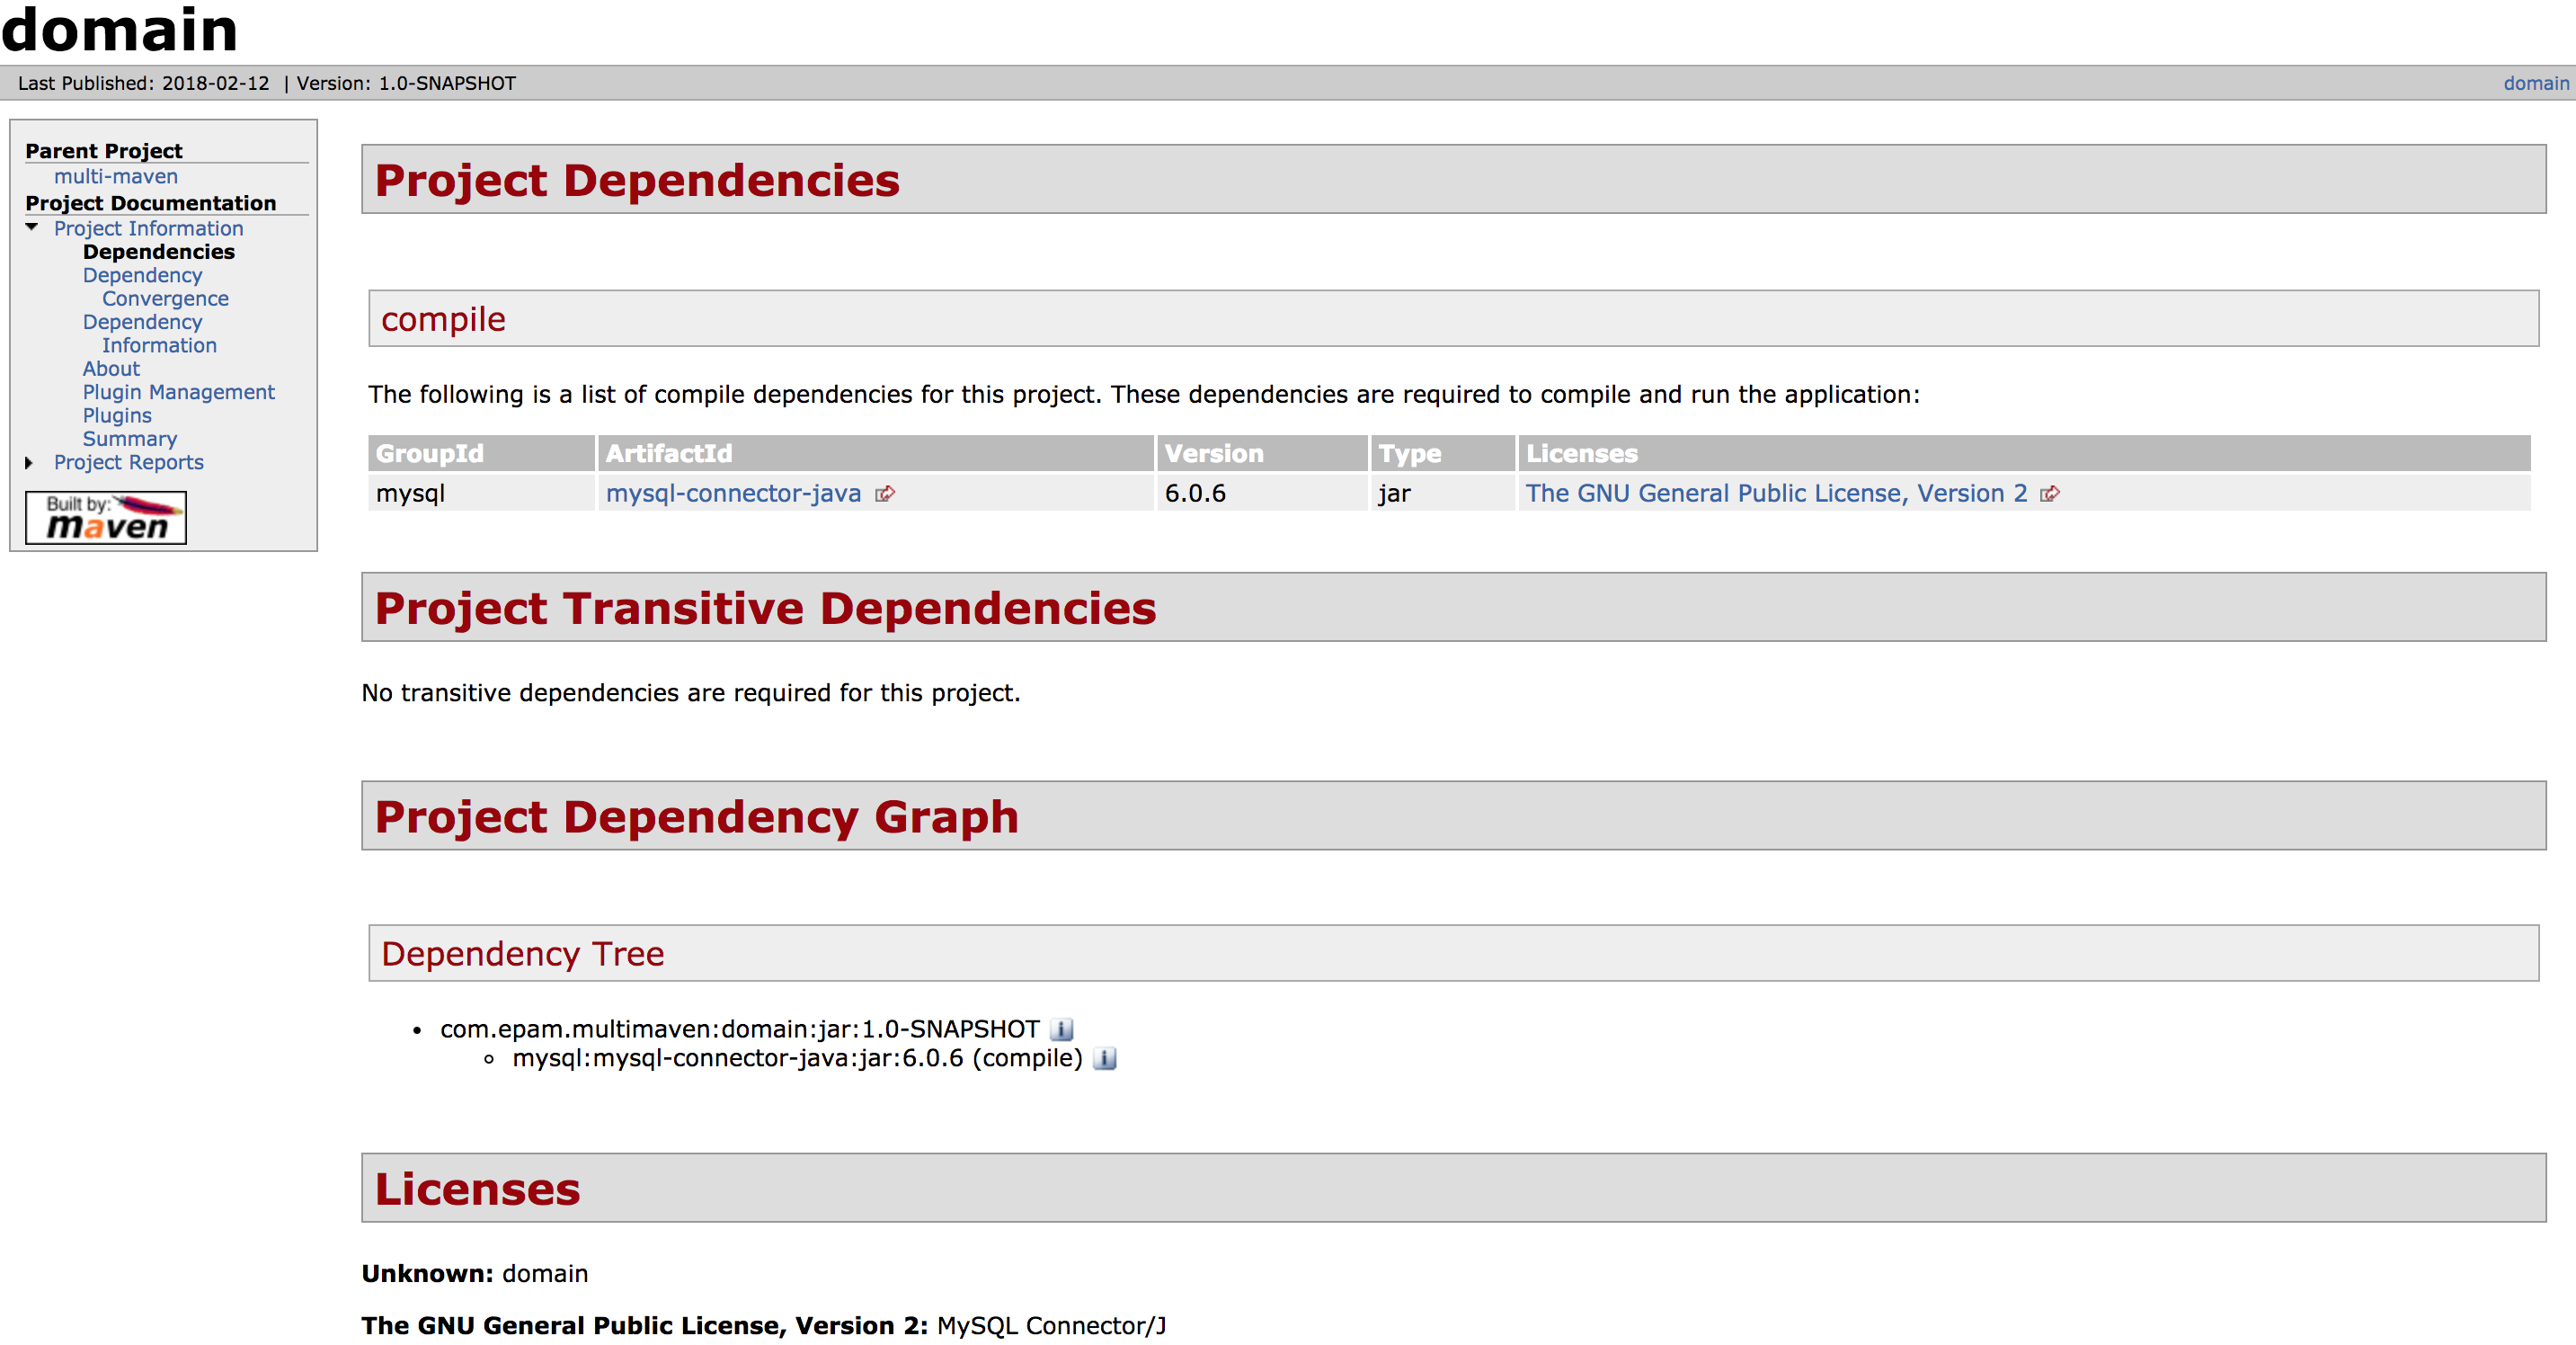 domain
Last Published: 2018-02-12 | Version: 1.0-SNAPSHOT domain
Parent Project
multi-maven
Project Documentation
Project Information
Dependencies
Dependency
Convergence
Dependency
Information
About
Plugin Management
Plugins
Summary
Project Reports
Built by:
maven
Project Dependencies
compile
The following is a list of compile dependencies for this project. These dependencies are required to compile and run the application:
GroupId ArtifactId Version Type Licenses
mysql mysql-connector-java 6.0.6 jar The GNU General Public License, Version 2
Project Transitive Dependencies
No transitive dependencies are required for this project.
Project Dependency Graph
Dependency Tree
com.epam.multimaven:domain:jar:1.0-SNAPSHOT
mysql:mysql-connector-java:jar:6.0.6 (compile)
Licenses
Unknown: domain
The GNU General Public License, Version 2: MySQL Connector/J